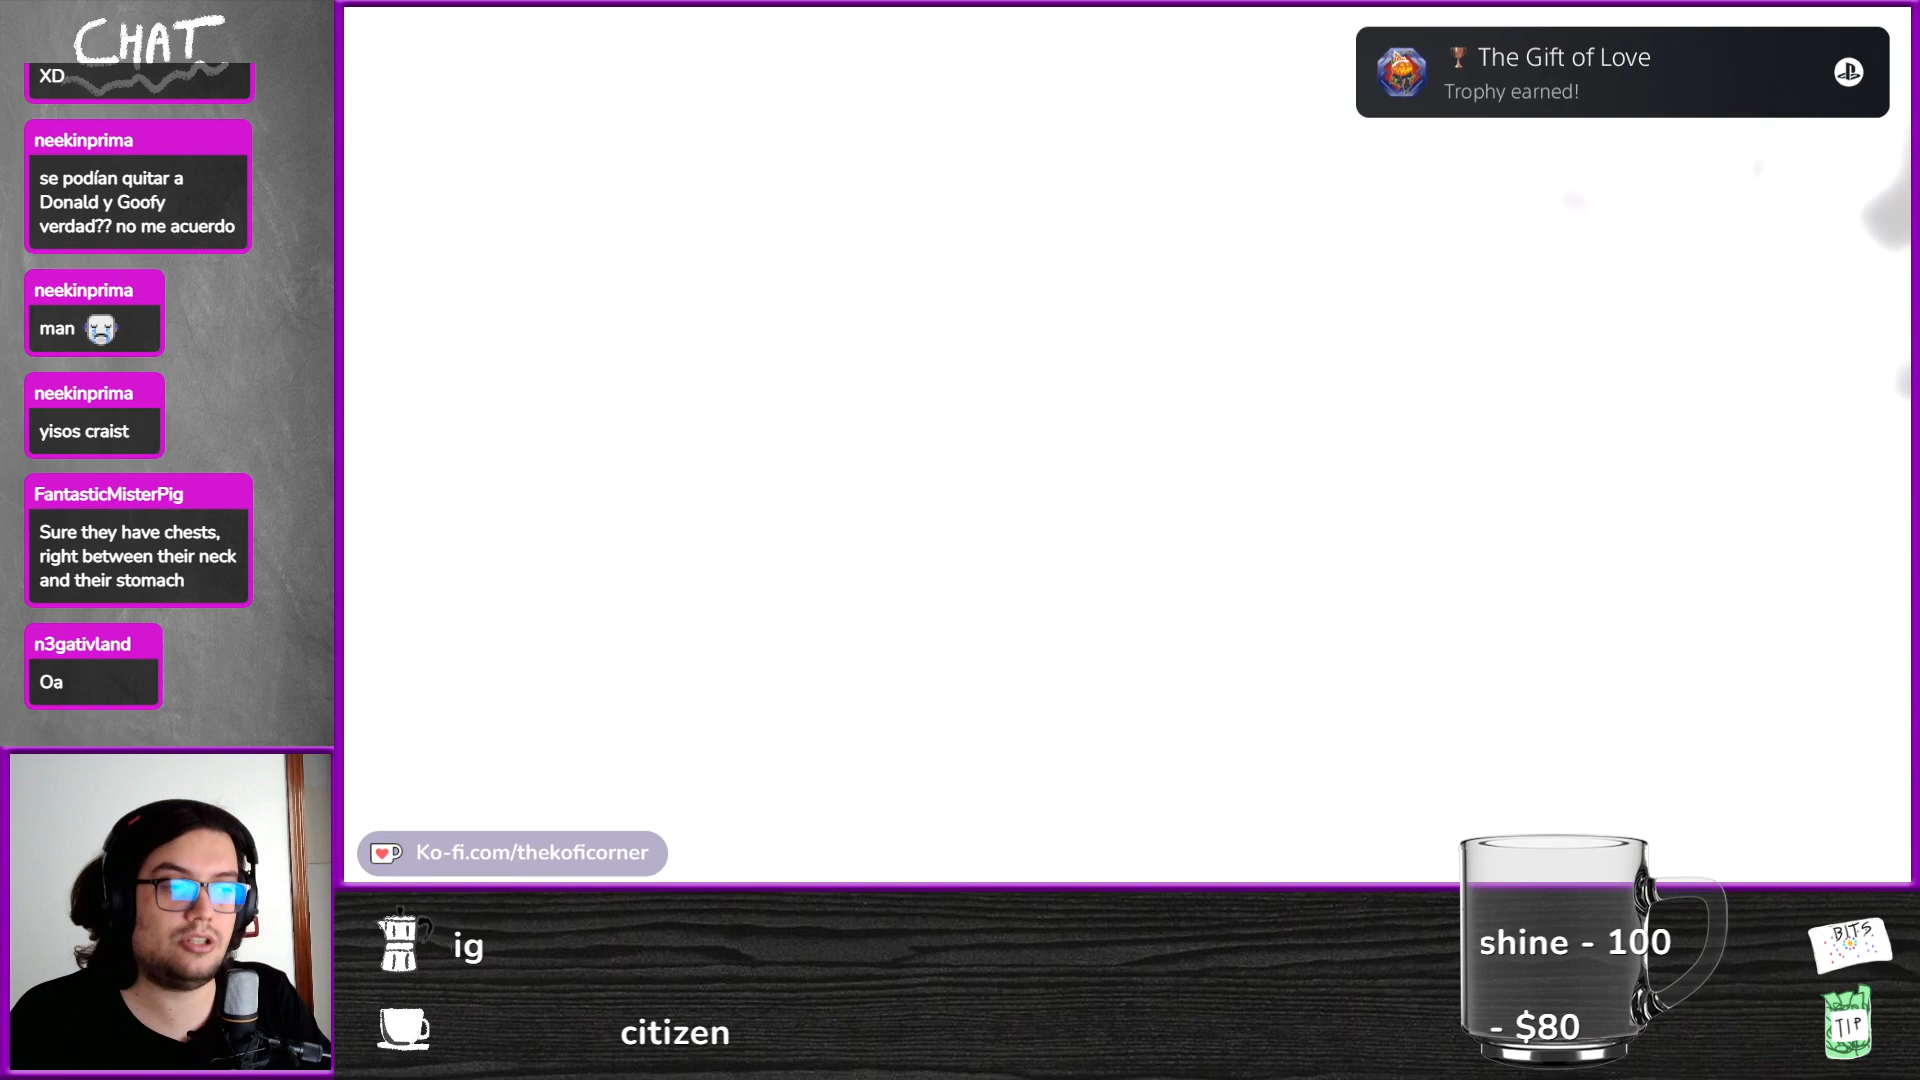 CHAT
XD
neekinprima
se podían quitar a
Donald y Goofy
verdad?? no me acuerdo
neekinprima
man
neekinprima
yisos craist
FantasticMisterPig
Sure they have chests,
right between their neck
and their stomach
n3gativland
Oa
The Gift of Love
Trophy earned!
Ko-fi.com/thekoficorner
ig
citizen
shine - 100
- $80
BITS
TIP